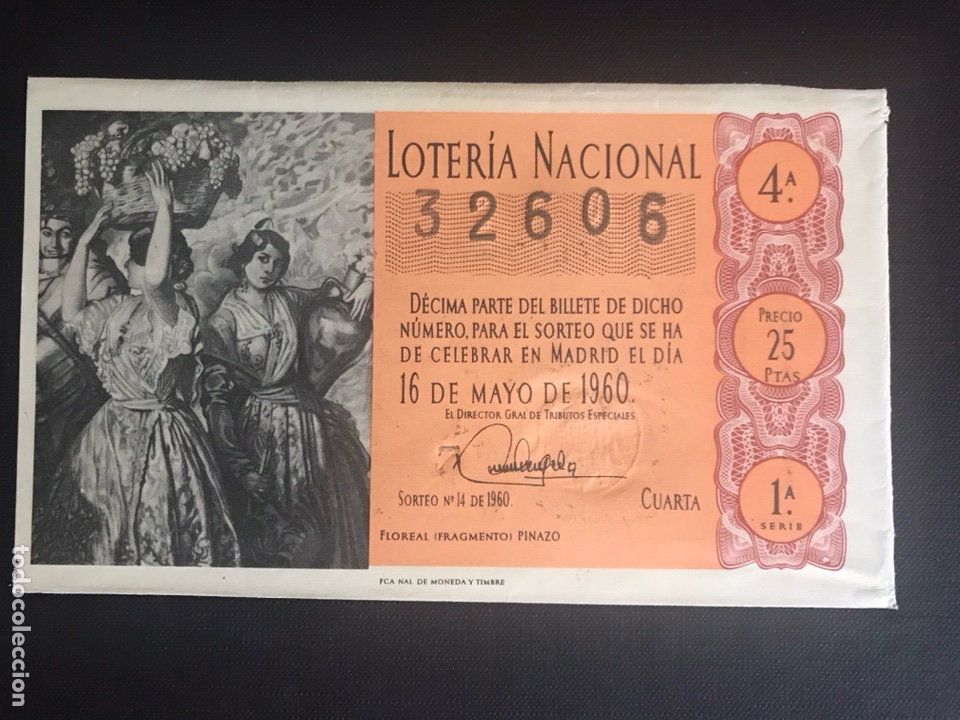 LOTERÍA NACIONAL
32606
DÉCIMA PARTE DEL BILLETE DE DICHO
NÚMERO, PARA EL SORTEO QUE SE HA
DE CELEBRAR EN MADRID EL DÍA
16 DE MAYO DE 1960.
EL DIRECTOR GRAL DE TRIBUTOS ESPECIALES
SORTEO Nº 14 DE 1960.
CUARTA
FLOREAL (FRAGMENTO) PINAZO
FCA NAL DE MONEDA Y TIMBRE
4.ª
PRECIO
25
PTAS
1.ª
SERIE
todocoleccion